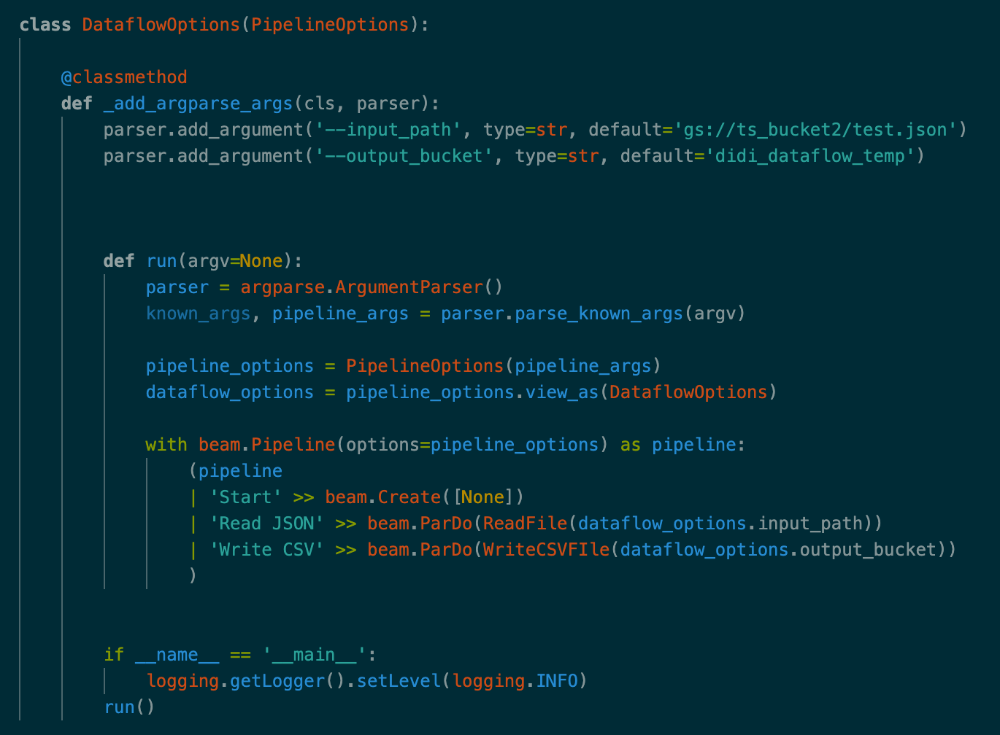 class DataflowOptions(PipelineOptions):
@classmethod
def _add_argparse_args(cls, parser):
parser.add_argument('--input_path', type=str, default='gs://ts_bucket2/test.json')
parser.add_argument('--output_bucket', type=str, default='didi_dataflow_temp')
def run(argv=None):
parser = argparse.ArgumentParser()
known_args, pipeline_args = parser.parse_known_args(argv)
pipeline_options = PipelineOptions(pipeline_args)
dataflow_options = pipeline_options.view_as(DataflowOptions)
with beam.Pipeline(options=pipeline_options) as pipeline:
(pipeline
| 'Start' >> beam.Create([None])
| 'Read JSON' >> beam.ParDo(ReadFile(dataflow_options.input_path))
| 'Write CSV' >> beam.ParDo(WriteCSVFIle(dataflow_options.output_bucket))
)
if __name__ == '__main__':
logging.getLogger().setLevel(logging.INFO)
run()